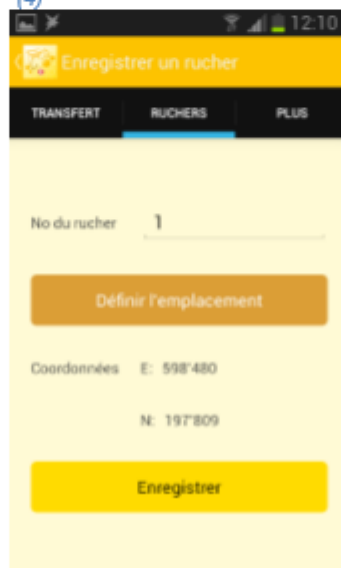 (4)
12:10
Enregistrer un rucher
TRANSFERT RUCHERS PLUS
No du rucher 1
Définir l'emplacement
Coordonnées E: 598'480
N: 197'809
Enregistrer